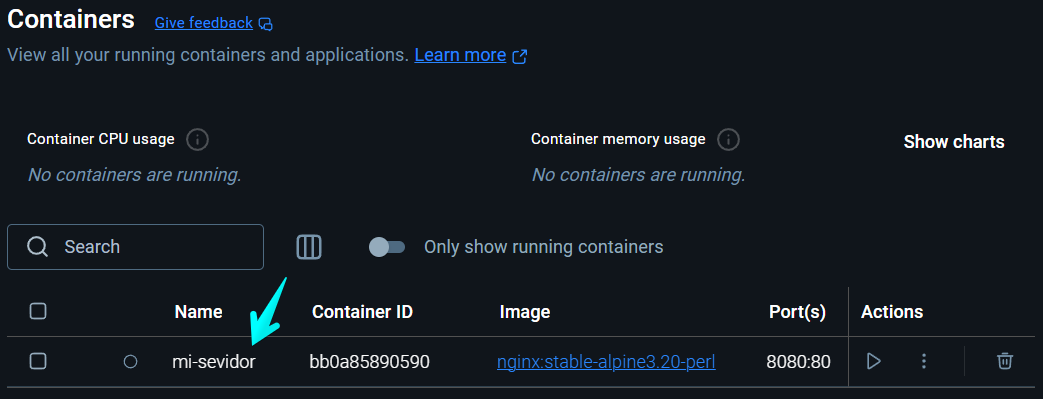 Containers Give feedback
View all your running containers and applications. Learn more
Container CPU usage Container memory usage Show charts
No containers are running. No containers are running.
Search Only show running containers
Name Container ID Image Port(s) Actions
mi-sevidor bb0a85890590 nginx:stable-alpine3.20-perl 8080:80